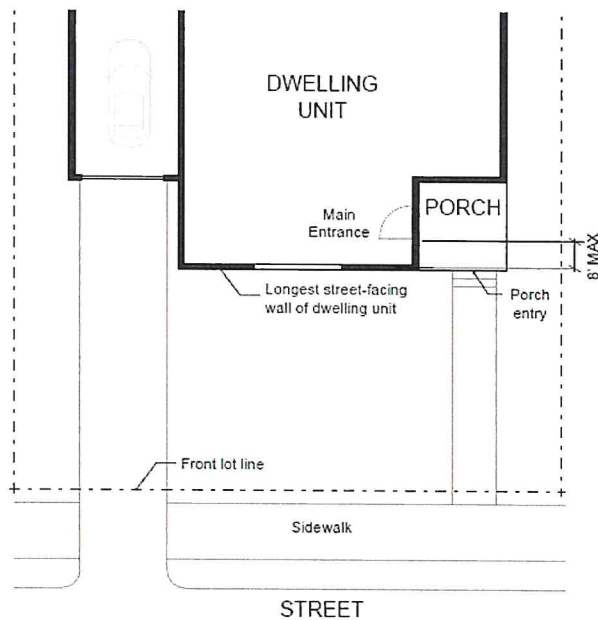 DWELLING
UNIT
Main
Entrance
PORCH
8' MAX
Longest street-facing
wall of dwelling unit
Porch
entry
Front lot line
Sidewalk
STREET